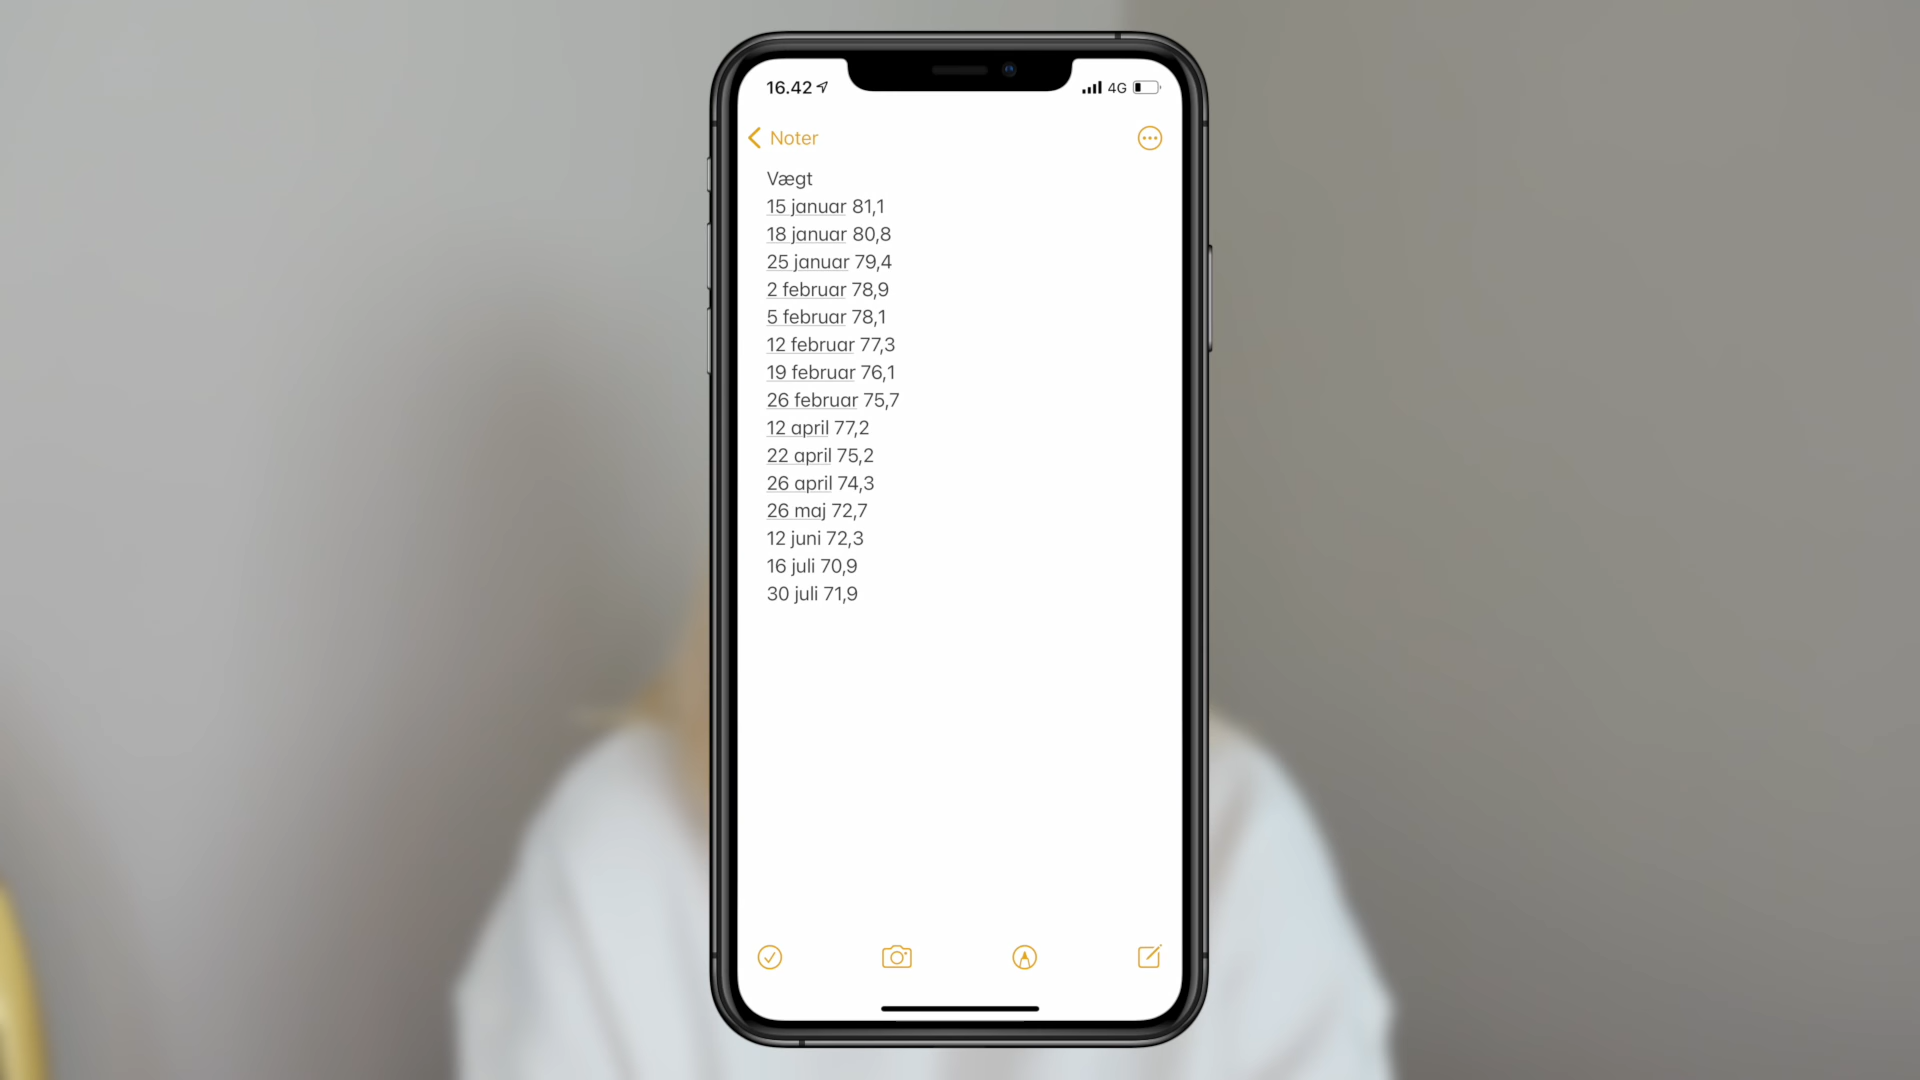 16.42
4G
Noter
Vægt
15 januar 81,1
18 januar 80,8
25 januar 79,4
2 februar 78,9
5 februar 78,1
12 februar 77,3
19 februar 76,1
26 februar 75,7
12 april 77,2
22 april 75,2
26 april 74,3
26 maj 72,7
12 juni 72,3
16 juli 70,9
30 juli 71,9